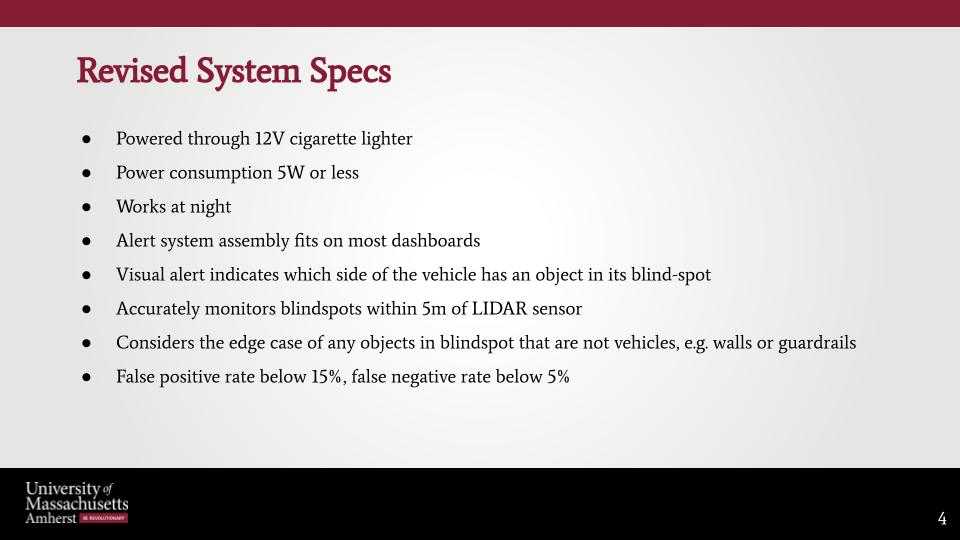 Revised System Specs
● Powered through 12V cigarette lighter
● Power consumption 5W or less
● Works at night
● Alert system assembly fits on most dashboards
● Visual alert indicates which side of the vehicle has an object in its blind-spot
● Accurately monitors blindspots within 5m of LIDAR sensor
● Considers the edge case of any objects in blindspot that are not vehicles, e.g. walls or guardrails
● False positive rate below 15%, false negative rate below 5%
University of
Massachusetts
Amherst BE REVOLUTIONARY
4